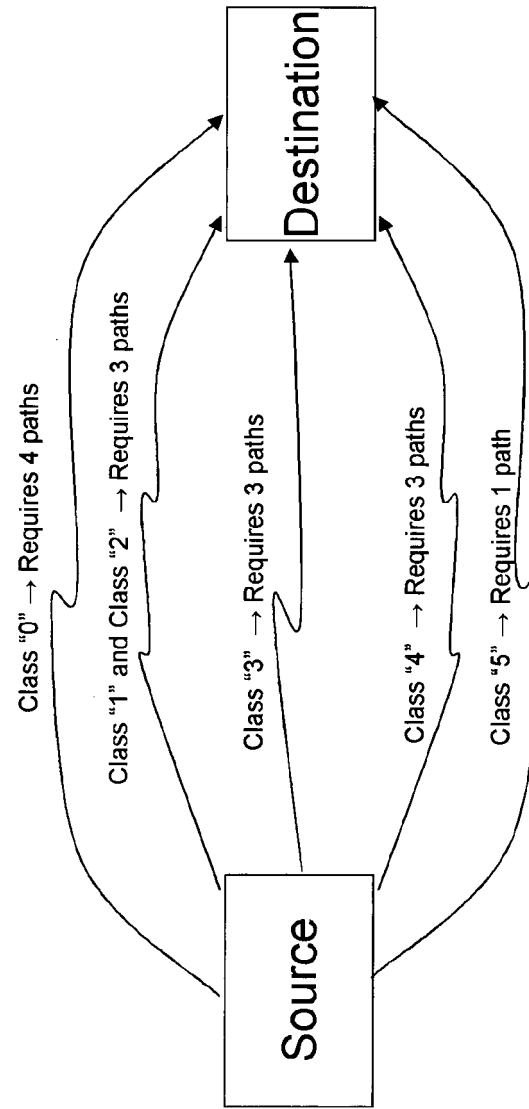 Class “0” → Requires 4 paths
Class “1” and Class “2” → Requires 3 paths
Source
Class “3” → Requires 3 paths
Destination
Class “4” → Requires 3 paths
Class “5” → Requires 1 path